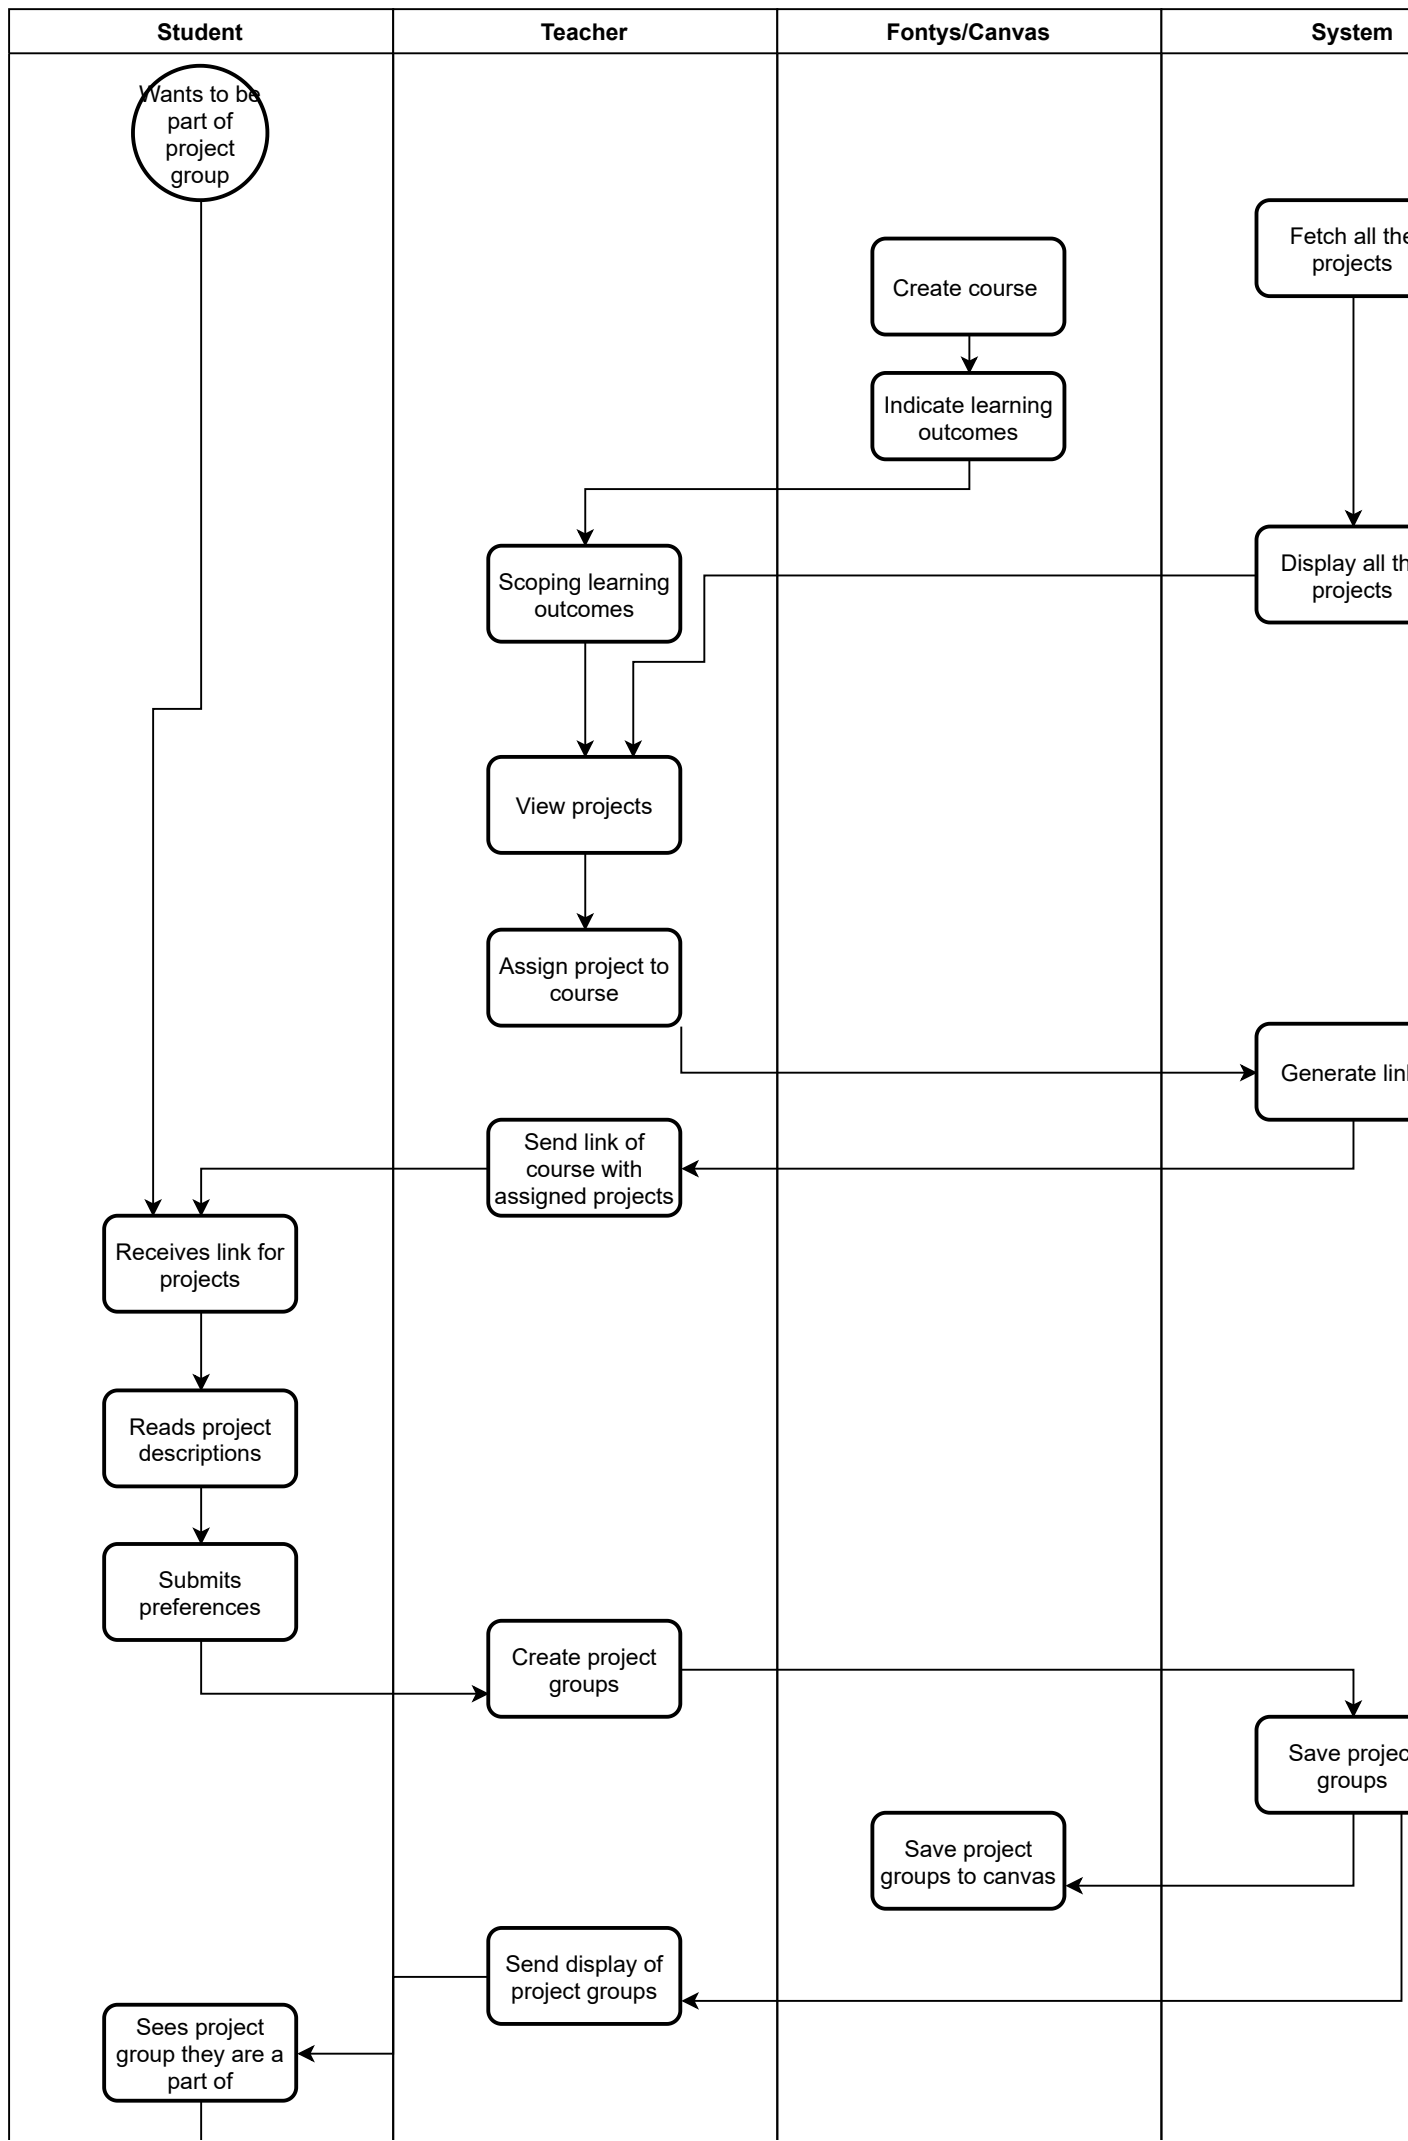 Student
Teacher
Fontys/Canvas
System
Wants to be
part of
project
group
Fetch all the
projects
Create course
Indicate learning
outcomes
Scoping learning
outcomes
Display all
projects
View projects
Assign project to
course
Generate
Send link of
course with
assigned projects
Receives link for
projects
Reads project
descriptions
Submits
preferences
Create project
groups
Save
groups
Save project
groups to canvas
Send display of
project groups
Sees project
group they are a
part of